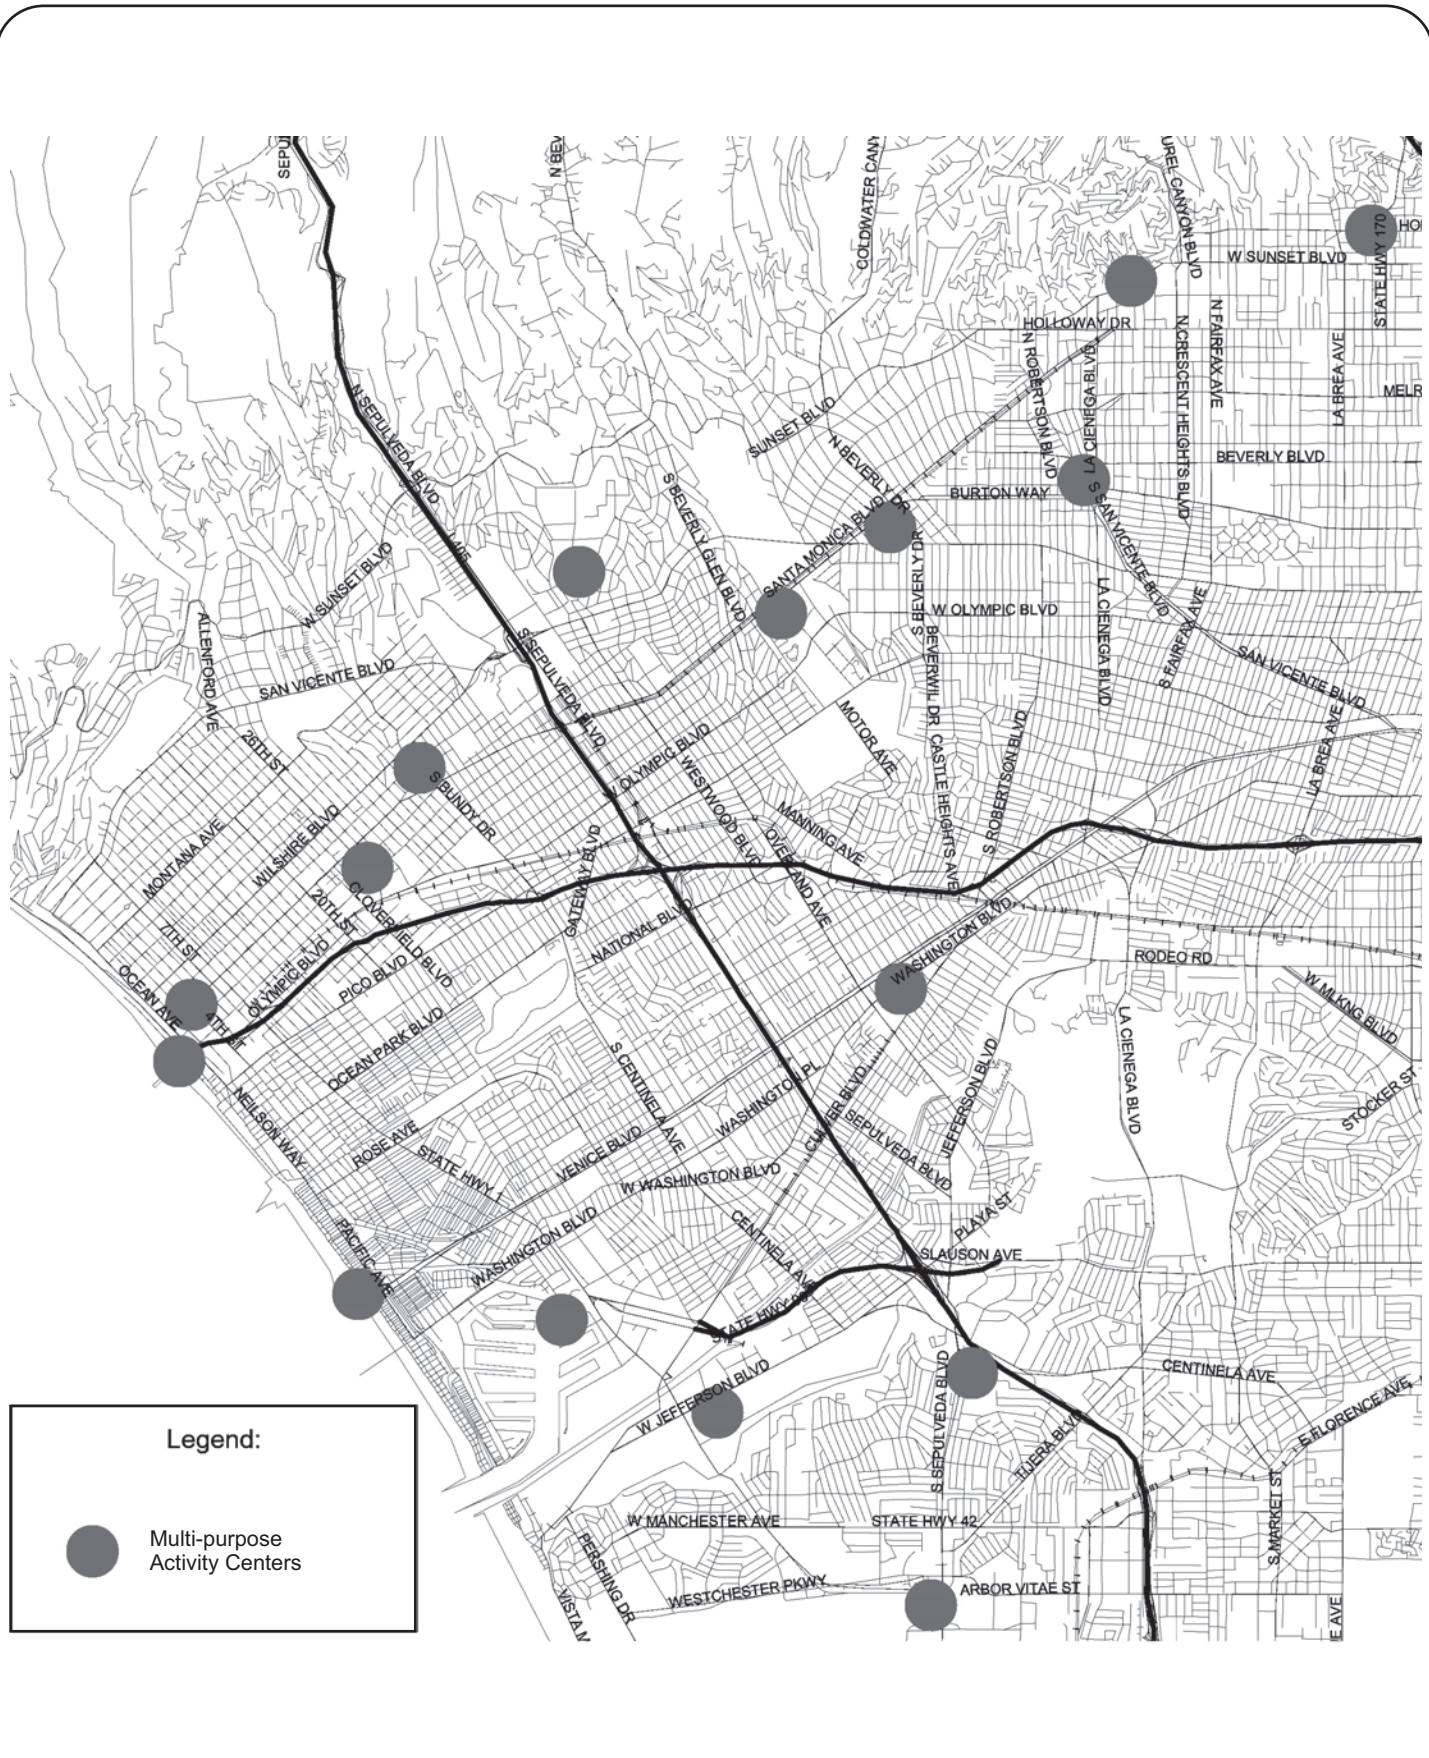 SEPU
N BEV
COLDWATER CANY
UREL CANYON BLVD
STATE HWY 170
HO
W SUNSET BLVD
HOLLOWAY DR
N ROBERTSON BLVD
LA CIENEGA BLVD
N CRESCENT HEIGHTS BLVD
N FAIRFAX AVE
LA BREA AVE
MELR
N SEPULVEDA BLVD
SUNSET BLVD
N BEVERLY DR
BEVERLY BLVD
BURTON WAY
S BEVERLY GLEN BLVD
SANTA MONICA BLVD
S SAN VICENTE BLVD
I-405
W SUNSET BLVD
S BEVERLY DR
W OLYMPIC BLVD
LA CIENEGA BLVD
S FAIRFAX AVE
ALLENFORD AVE
SAN VICENTE BLVD
S SEPULVEDA BLVD
BEVERWIL DR
SAN VICENTE BLVD
26TH ST
MOTOR AVE
W OLYMPIC BLVD
S ROBERTSON BLVD
LA BREA AVE
S BUNDY DR
WESTWOOD BLVD
CASTLE HEIGHTS AVE
MONTANA AVE
WILSHIRE BLVD
GATEWAY BLVD
OVERLAND AVE
MANNING AVE
20TH ST
CLOVERFIELD BLVD
7TH ST
NATIONAL BLVD
WASHINGTON BLVD
OCEAN AVE
OLYMPIC BLVD
PICO BLVD
RODEO RD
W MLKNG BLVD
4TH ST
OCEAN PARK BLVD
LA CIENEGA BLVD
NEILSON WAY
S CENTINELA AVE
WASHINGTON PL
CULVER BLVD
JEFFERSON BLVD
STOCKER ST
ROSE AVE
STATE HWY 1
VENICE BLVD
SEPULVEDA BLVD
W WASHINGTON BLVD
PACIFIC AVE
WASHINGTON BLVD
CENTINELA AVE
PLAYA ST
SLAUSON AVE
STATE HWY 90
CENTINELA AVE
W JEFFERSON BLVD
S SEPULVEDA BLVD
TIJERA BLVD
E FLORENCE AVE
Legend:
Multi-purpose
Activity Centers
W MANCHESTER AVE
STATE HWY 42
S MARKET ST
PERSHING DR
WESTCHESTER PKWY
ARBOR VITAE ST
VISTA M
E AVE